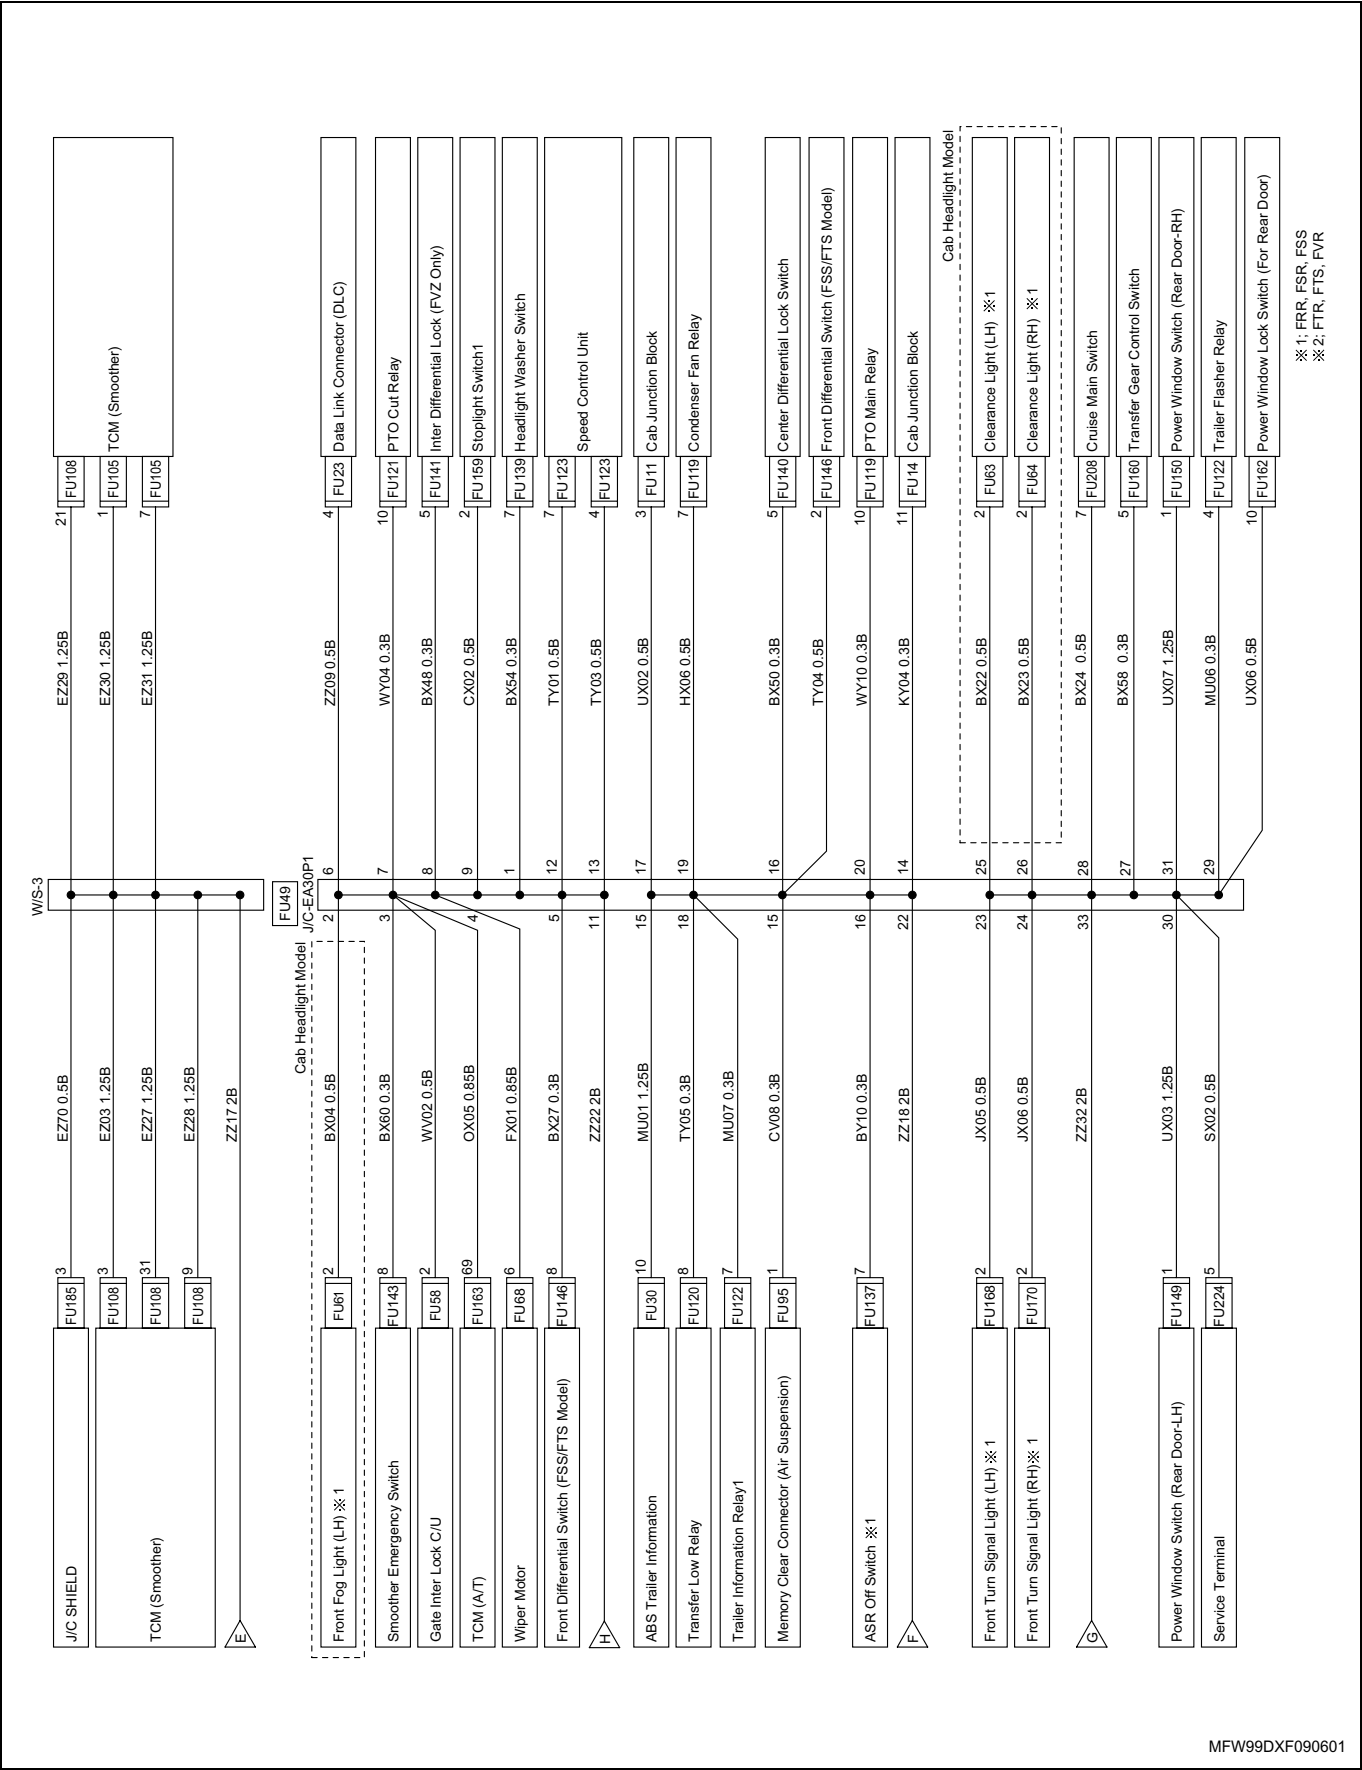 W/S-3
J/C SHIELD FU185 3 EZ70 0.5B EZ29 1.25B 21 FU108
TCM (Smoother)
FU108 3 EZ03 1.25B EZ30 1.25B 1 FU105 TCM (Smoother)
FU108 31 EZ27 1.25B EZ31 1.25B 7 FU105
FU108 9 EZ28 1.25B
E ZZ17 2B
FU49
J/C-EA30P1
Cab Headlight Model
Front Fog Light (LH) ※ 1 FU61 2 BX04 0.5B 2 6 ZZ09 0.5B 4 FU23 Data Link Connector (DLC)
Smoother Emergency Switch FU143 8 BX60 0.3B 3 7 WY04 0.3B 10 FU121 PTO Cut Relay
Gate Inter Lock C/U FU58 2 WV02 0.5B 8 BX48 0.3B 5 FU141 Inter Differential Lock (FVZ Only)
TCM (A/T) FU163 69 OX05 0.85B 4 9 CX02 0.5B 2 FU159 Stoplight Switch1
Wiper Motor FU68 6 FX01 0.85B 1 BX54 0.3B 7 FU139 Headlight Washer Switch
Front Differential Switch (FSS/FTS Model) FU146 8 BX27 0.3B 5 12 TY01 0.5B 7 FU123 Speed Control Unit
H ZZ22 2B 11 13 TY03 0.5B 4 FU123
ABS Trailer Information FU30 10 MU01 1.25B 15 17 UX02 0.5B 3 FU11 Cab Junction Block
Transfer Low Relay FU120 8 TY05 0.3B 18 19 HX06 0.5B 7 FU119 Condenser Fan Relay
Trailer Information Relay1 FU122 7 MU07 0.3B
Memory Clear Connector (Air Suspension) FU95 1 CV08 0.3B 15 16 BX50 0.3B 5 FU140 Center Differential Lock Switch
TY04 0.5B 2 FU146 Front Differential Switch (FSS/FTS Model)
ASR Off Switch ※1 FU137 7 BY10 0.3B 16 20 WY10 0.3B 10 FU119 PTO Main Relay
F ZZ18 2B 22 14 KY04 0.3B 11 FU14 Cab Junction Block
Cab Headlight Model
Front Turn Signal Light (LH) ※ 1 FU168 2 JX05 0.5B 23 25 BX22 0.5B 2 FU63 Clearance Light (LH) ※ 1
Front Turn Signal Light (RH)※ 1 FU170 2 JX06 0.5B 24 26 BX23 0.5B 2 FU64 Clearance Light (RH) ※ 1
G ZZ32 2B 33 28 BX24 0.5B 7 FU208 Cruise Main Switch
27 BX58 0.3B 5 FU160 Transfer Gear Control Switch
Power Window Switch (Rear Door-LH) FU149 1 UX03 1.25B 30 31 UX07 1.25B 1 FU150 Power Window Switch (Rear Door-RH)
Service Terminal FU224 5 SX02 0.5B 29 MU06 0.3B 4 FU122 Trailer Flasher Relay
UX06 0.5B 10 FU162 Power Window Lock Switch (For Rear Door)
※ 1; FRR, FSR, FSS
※ 2; FTR, FTS, FVR
MFW99DXF090601